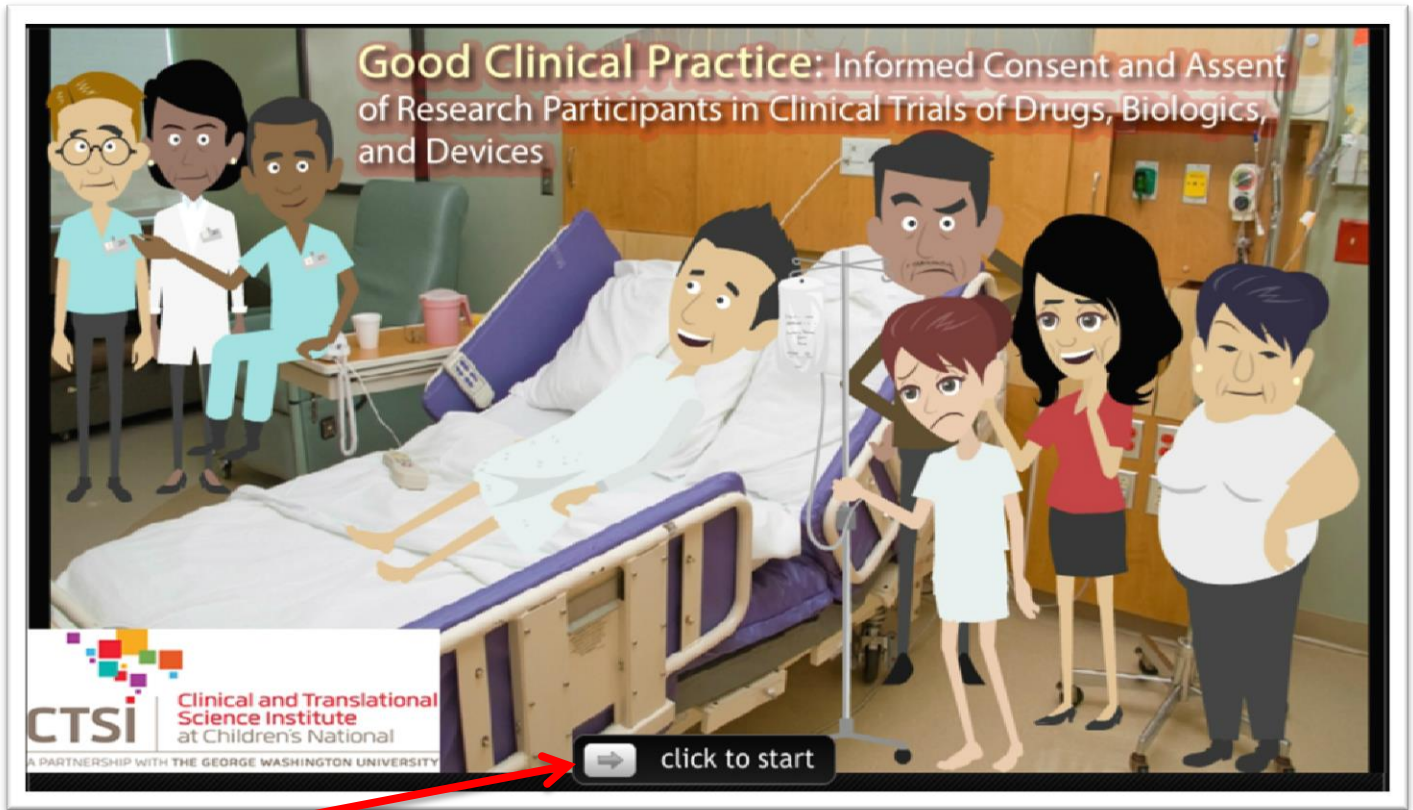 Good Clinical Practice: Informed Consent and Assent
of Research Participants in Clinical Trials of Drugs, Biologics,
and Devices
CTSi
Clinical and Translational
Science Institute
at Children's National
A PARTNERSHIP WITH THE GEORGE WASHINGTON UNIVERSITY
click to start